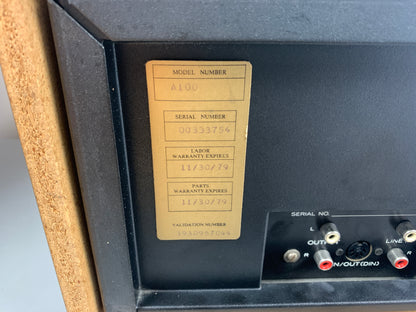 MODEL NUMBER
A100
SERIAL NUMBER
00333754
LABOR
WARRANTY EXPIRES
11/30/79
PARTS
WARRANTY EXPIRES
11/30/79
VALIDATION NUMBER
SERIAL NO.
L
OUT
LINE
R
R
IN/OUT(DIN)